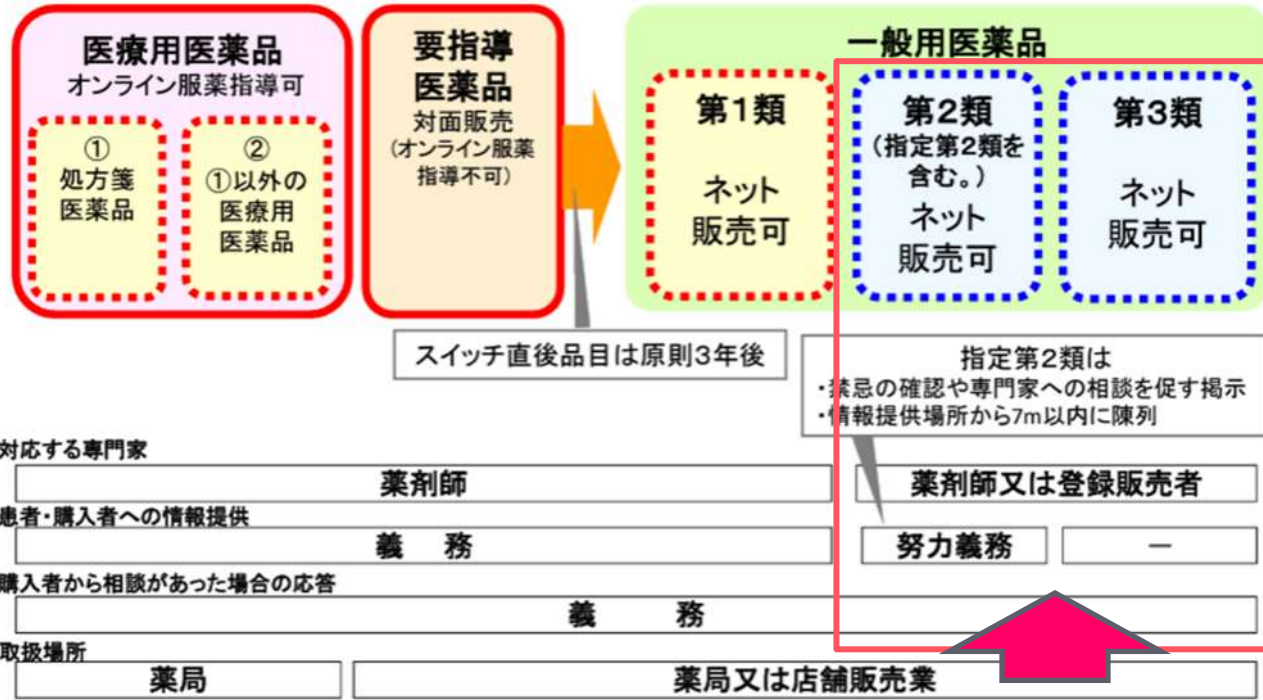 医療用医薬品
オンライン服薬指導可
①
処方箋
医薬品
②
①以外の
医療用
医薬品
要指導
医薬品
対面販売
(オンライン服薬
指導不可)
一般用医薬品
第1類
ネット
販売可
第2類
(指定第2類を
含む。)
ネット
販売可
第3類
ネット
販売可
スイッチ直後品目は原則3年後
指定第2類は
・禁忌の確認や専門家への相談を促す掲示
・情報提供場所から7m以内に陳列
対応する専門家
薬剤師
薬剤師又は登録販売者
患者・購入者への情報提供
義 務
努力義務
－
購入者から相談があった場合の応答
義 務
取扱場所
薬局
薬局又は店舗販売業